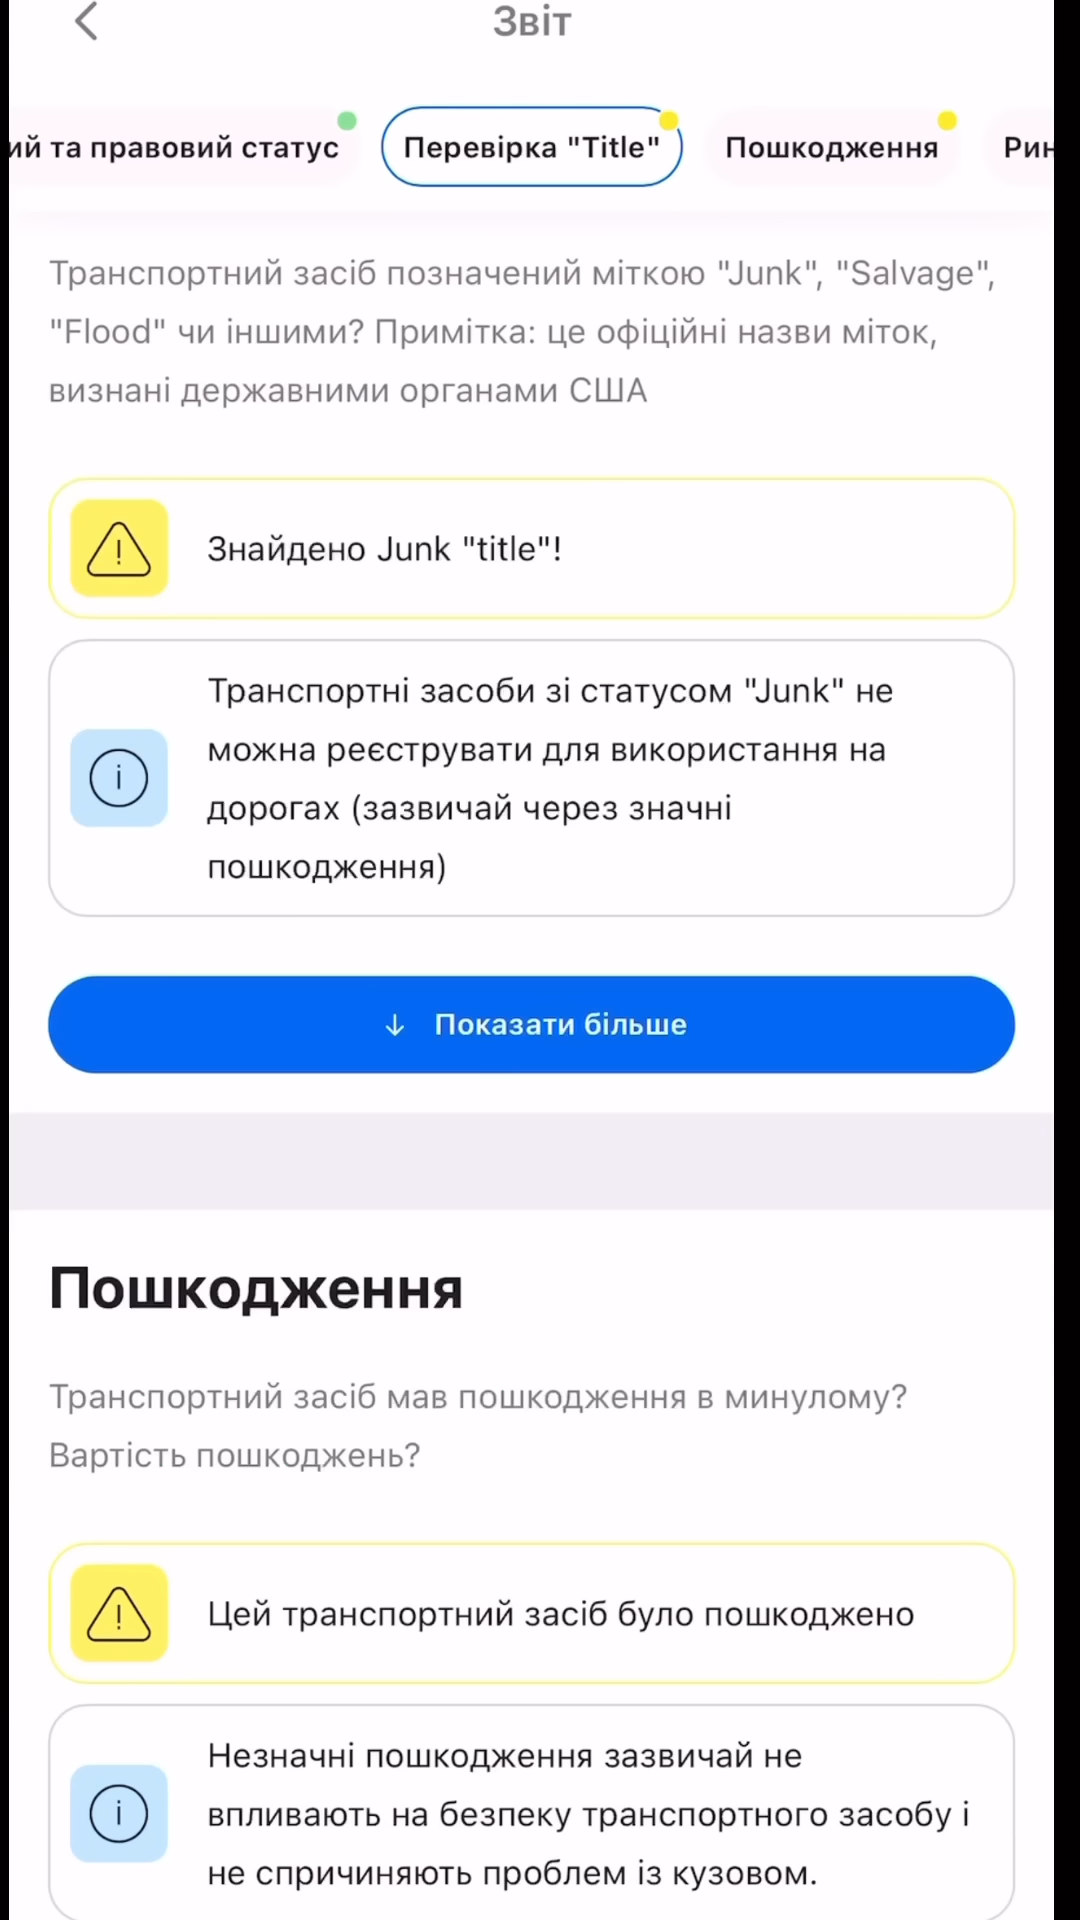 Звіт
ий та правовий статус
Перевірка "Title"
Пошкодження
Рин
Транспортний засіб позначений міткою "Junk", "Salvage",
"Flood" чи іншими? Примітка: це офіційні назви міток,
визнані державними органами США
Знайдено Junk "title"!
Транспортні засоби зі статусом "Junk" не
можна реєструвати для використання на
дорогах (зазвичай через значні
пошкодження)
↓ Показати більше
Пошкодження
Транспортний засіб мав пошкодження в минулому?
Вартість пошкоджень?
Цей транспортний засіб було пошкоджено
Незначні пошкодження зазвичай не
впливають на безпеку транспортного засобу і
не спричиняють проблем із кузовом.